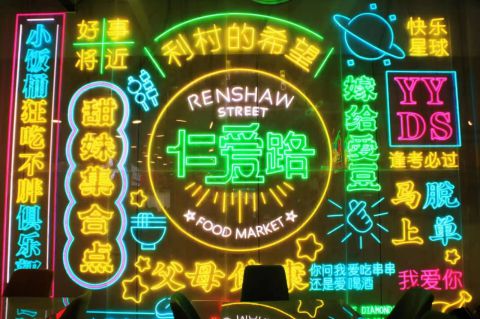 小饭桶狂吃不胖俱乐部
好事
将近
利村的希望
快乐
星球
甜妹集合点
RENSHAW
STREET
仁爱路
FOOD MARKET
嫁给爱豆
YY
DS
逢考必过
马上
脱单
父母
你问我爱吃串串
还是爱喝酒
我爱你
DIAMOND